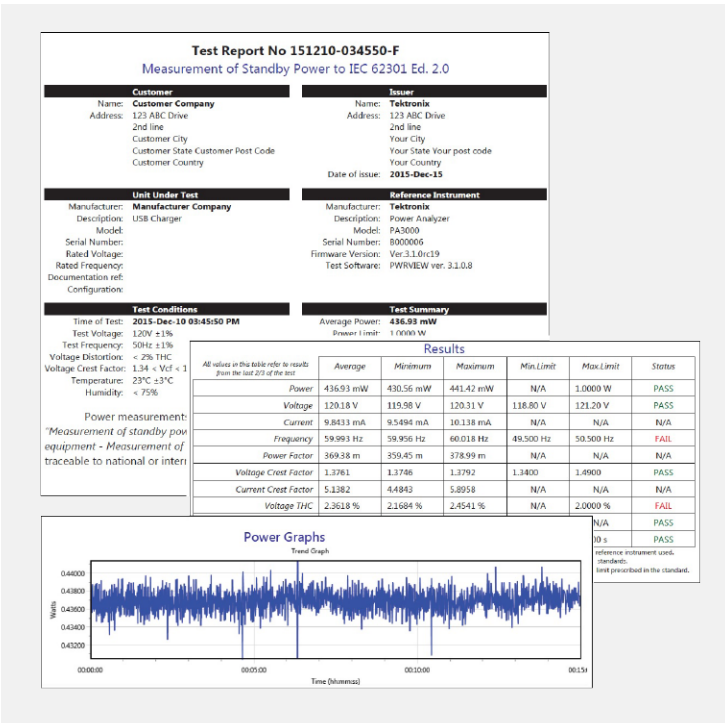 Test Report No 151210-034550-F
Measurement of Standby Power to IEC 62301 Ed. 2.0
Customer
Name: Customer Company
Address: 123 ABC Drive
2nd line
Customer City
Customer State Customer Post Code
Customer Country
Issuer
Name: Tektronix
Address: 123 ABC Drive
2nd line
Your City
Your State Your post code
Your Country
Date of issue: 2015-Dec-15
Unit Under Test
Manufacturer: Manufacturer Company
Description: USB Charger
Model:
Serial Number:
Rated Voltage:
Rated Frequency:
Documentation ref:
Configuration:
Reference Instrument
Manufacturer: Tektronix
Description: Power Analyzer
Model: PA3000
Serial Number: B000006
Firmware Version: Ver.3.1.0rc19
Test Software: PWRVIEW ver. 3.1.0.8
Test Conditions
Time of Test: 2015-Dec-10 03:45:50 PM
Test Voltage: 120V ±1%
Test Frequency: 50Hz ±1%
Voltage Distortion: < 2% THC
Voltage Crest Factor: 1.34 < Vcf < 1
Temperature: 23°C ±3°C
Humidity: < 75%
Test Summary
Average Power: 436.93 mW
Power Limit: 1.0000 W
Power measurement
"Measurement of standby pow
equipment - Measurement of
traceable to national or inter
Results
All values in this table refer to results from the last 2/3 of the test Average Minimum Maximum Min.Limit Max.Limit Status
Power 436.93 mW 430.56 mW 441.42 mW N/A 1.0000 W PASS
Voltage 120.18 V 119.98 V 120.31 V 118.80 V 121.20 V PASS
Current 9.8433 mA 9.5494 mA 10.138 mA N/A N/A N/A
Frequency 59.993 Hz 59.956 Hz 60.018 Hz 49.500 Hz 50.500 Hz FAIL
Power Factor 369.38 m 359.45 m 378.99 m N/A N/A N/A
Voltage Crest Factor 1.3761 1.3746 1.3792 1.3400 1.4900 PASS
Current Crest Factor 5.1382 4.4843 5.8958 N/A N/A N/A
Voltage THC 2.3618 % 2.1684 % 2.4541 % N/A 2.0000 % FAIL
N/A PASS
00 s PASS
reference instrument used.
standards.
limit prescribed in the standard.
Power Graphs
Trend Graph
Watts
0.44000
0.43800
0.43600
0.43400
0.43200
00:00:00 00:05:00 00:10:00 00:15:
Time (hh:mm:ss)